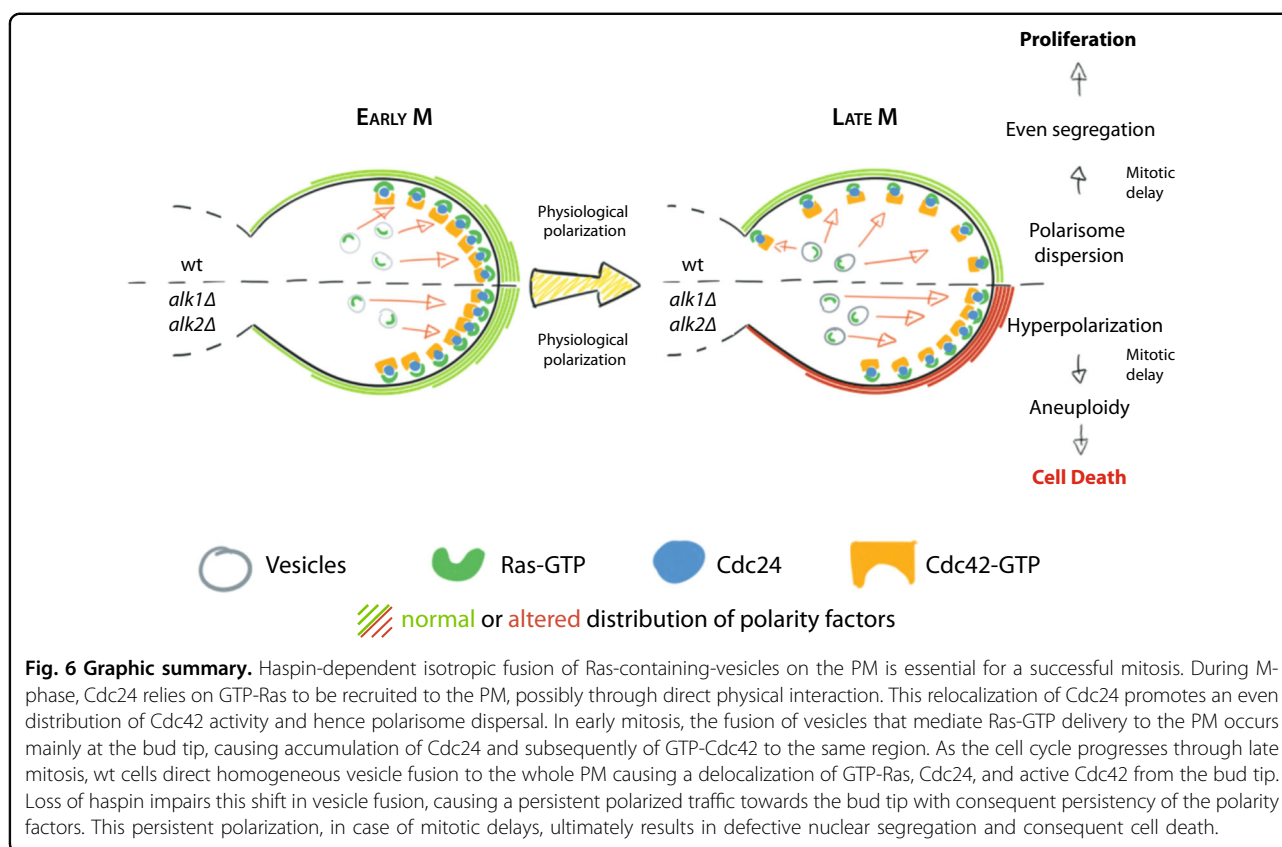 Proliferation
EARLY M
LATE M
Even segregation
Mitotic
delay
Physiological
polarization
Polarisome
dispersion
wt
alk1Δ
alk2Δ
wt
alk1Δ
alk2Δ
Physiological
polarization
Hyperpolarization
Mitotic
delay
Aneuploidy
Cell Death
Vesicles
Ras-GTP
Cdc24
Cdc42-GTP
normal or altered distribution of polarity factors
Fig. 6 Graphic summary. Haspin-dependent isotropic fusion of Ras-containing-vesicles on the PM is essential for a successful mitosis. During M-
phase, Cdc24 relies on GTP-Ras to be recruited to the PM, possibly through direct physical interaction. This relocalization of Cdc24 promotes an even
distribution of Cdc42 activity and hence polarisome dispersal. In early mitosis, the fusion of vesicles that mediate Ras-GTP delivery to the PM occurs
mainly at the bud tip, causing accumulation of Cdc24 and subsequently of GTP-Cdc42 to the same region. As the cell cycle progresses through late
mitosis, wt cells direct homogeneous vesicle fusion to the whole PM causing a delocalization of GTP-Ras, Cdc24, and active Cdc42 from the bud tip.
Loss of haspin impairs this shift in vesicle fusion, causing a persistent polarized traffic towards the bud tip with consequent persistency of the polarity
factors. This persistent polarization, in case of mitotic delays, ultimately results in defective nuclear segregation and consequent cell death.